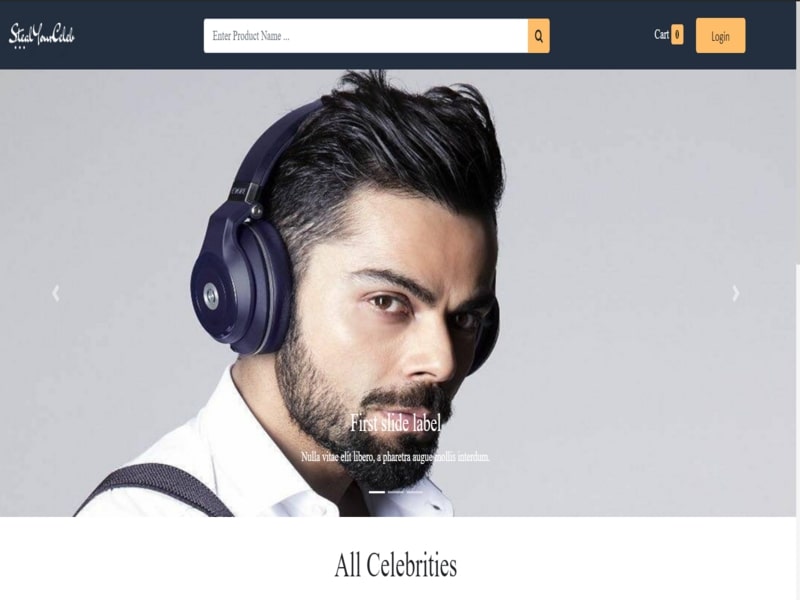 StealYourCeleb
Enter Product Name ...
Cart 0
Login
First slide label
Nulla vitae elit libero, a pharetra augue mollis interdum.
All Celebrities